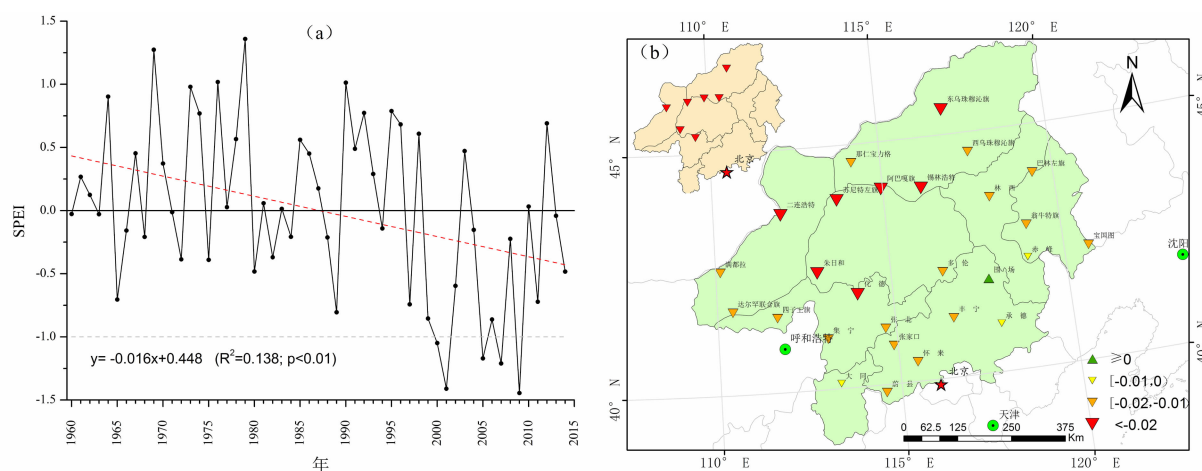 (a)
1.5
1.0
0.5
0.0
-0.5
-1.0
-1.5
SPEI
y= -0.016x+0.448 (R²=0.138; p<0.01)
1960
1965
1970
1975
1980
1985
1990
1995
2000
2005
2010
2015
年
(b)
110° E
115° E
120° E
45° N
45° N
40° N
40° N
110° E
115° E
120° E
N
北京
东乌珠穆沁旗
西乌珠穆沁旗
那仁宝力格
巴林左旗
阿巴嘎旗
锡林浩特
林西
苏尼特左旗
二连浩特
翁牛特旗
宝国图
沈阳
赤峰
满都拉
朱日和
多伦
围场
化德
达尔罕联合旗
四子王旗
丰宁
承德
张北
集宁
呼和浩特
张家口
怀来
大同
蔚县
北京
天津
≥0
[-0.01,0)
[-0.02,-0.01)
<-0.02
0 62.5 125 250 375
Km